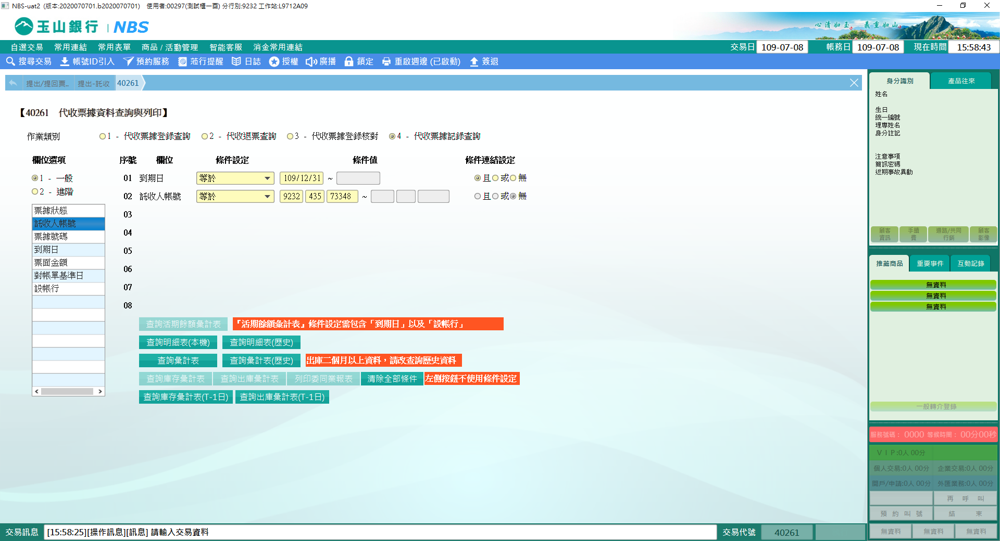 NBS-uat2 (版本:2020070701.b2020070701) 使用者:00297(測試櫃一酉) 分行別:9232 工作站:L9712A09
玉山銀行 | NBS
心清如玉。義重如山。
自選交易 常用連結 常用表單 商品 / 活動管理 智能客服 消金常用連結
交易日 109-07-08 帳務日 109-07-08 現在時間 15:58:43
搜尋交易 帳號ID引入 預約服務 蒞行提醒 日誌 授權 廣播 鎖定 重啟週邊 (已啟動) 簽退
提出/提回票.. 提出-託收 40261
【40261 代收票據資料查詢與列印】
作業類別 1 - 代收票據登錄查詢 2 - 代收退票查詢 3 - 代收票據登錄核對 4 - 代收票據記錄查詢
欄位選項 序號 欄位 條件設定 條件值 條件連結設定
1 - 一般
2 - 進階
01 到期日 等於 109/12/31 ~ 且 或 無
02 託收人帳號 等於 9232 435 73348 ~ 且 或 無
03
04
05
06
07
08
票據狀態
託收人帳號
票據號碼
到期日
票面金額
對帳單基準日
設帳行
查詢活期餘額彙計表 『活期餘額彙計表』條件設定需包含「到期日」以及「設帳行」
查詢明細表(本機) 查詢明細表(歷史)
查詢彙計表 查詢彙計表(歷史) 出庫二個月以上資料，請改查詢歷史資料
查詢庫存彙計表 查詢出庫彙計表 列印委同業報表 清除全部條件 左側按鈕不使用條件設定
查詢庫存彙計表(T-1日) 查詢出庫彙計表(T-1日)
身分識別 產品往來
姓名
生日
統一編號
理專姓名
身分註記
注意事項
簡訊密碼
近期事故異動
顧客資訊 手續費 通路/共同行銷 顧客影像
推薦商品 重要事件 互動記錄
無資料
無資料
無資料
一般轉介登錄
服務號碼： 0000 等候時間： 00分00秒
ＶＩＰ:0人 00分
個人交易:0人 00分 企業交易:0人 00分
開戶/申請:0人 00分 外匯業務:0人 00分
再 呼 叫
預 約 叫 號 結 束
無資料 無資料 無資料
交易訊息 [15:58:25][操作訊息][訊息] 請輸入交易資料 交易代號 40261